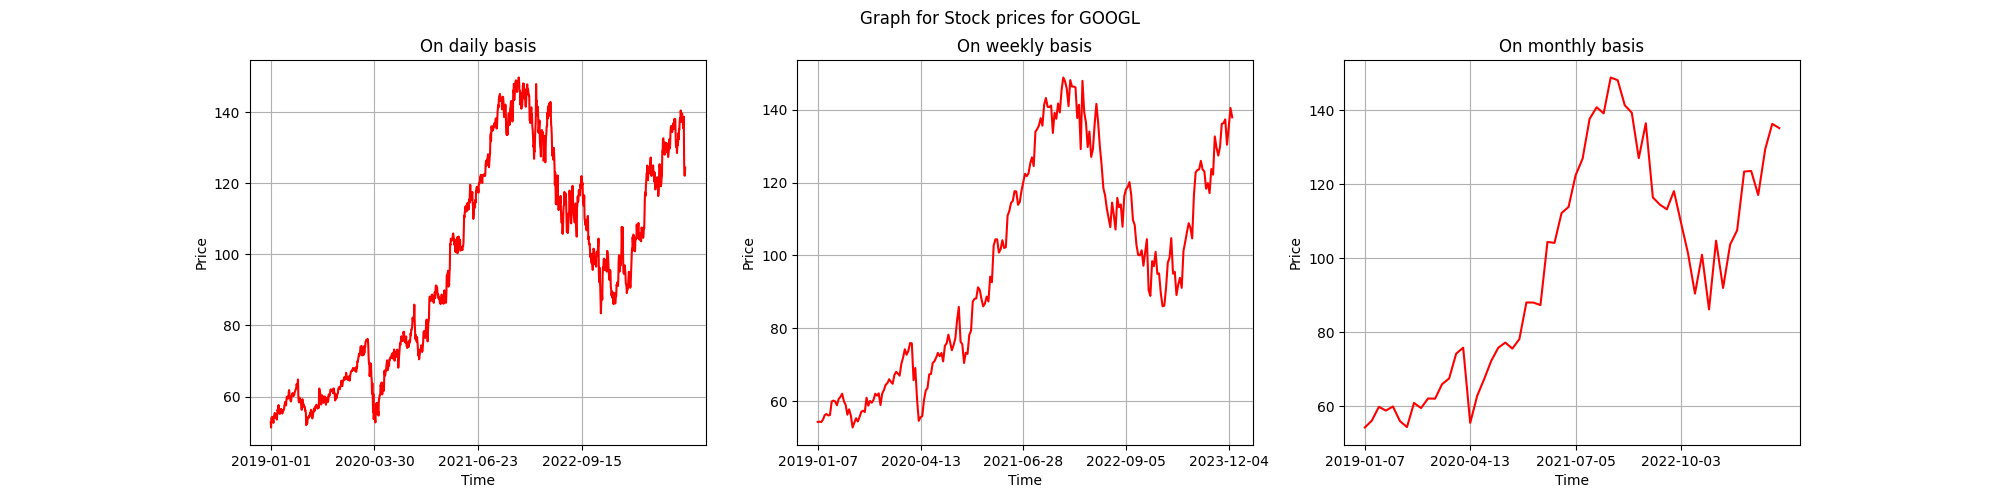 Graph for Stock prices for GOOGL
On daily basis
Price
140
120
100
80
60
2019-01-01 2020-03-30 2021-06-23 2022-09-15
Time
On weekly basis
Price
140
120
100
80
60
2019-01-07 2020-04-13 2021-06-28 2022-09-05 2023-12-04
Time
On monthly basis
Price
140
120
100
80
60
2019-01-07 2020-04-13 2021-07-05 2022-10-03
Time